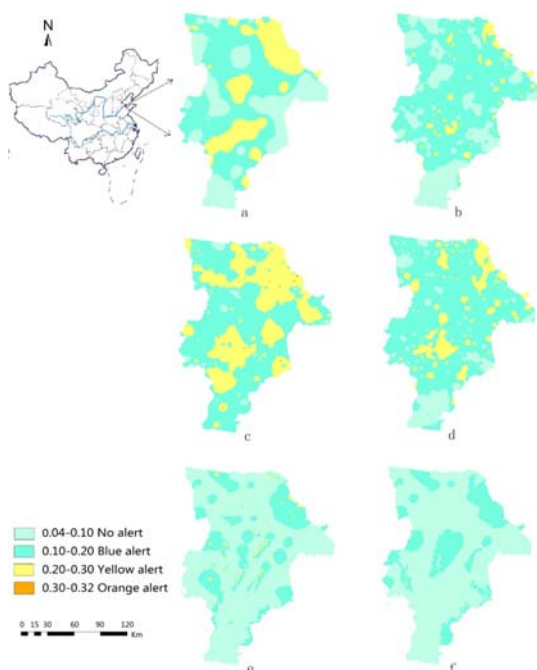 N
a
b
c
d
0.04-0.10 No alert
0.10-0.20 Blue alert
0.20-0.30 Yellow alert
0.30-0.32 Orange alert
0 15 30 60 90 120
Km
e
f